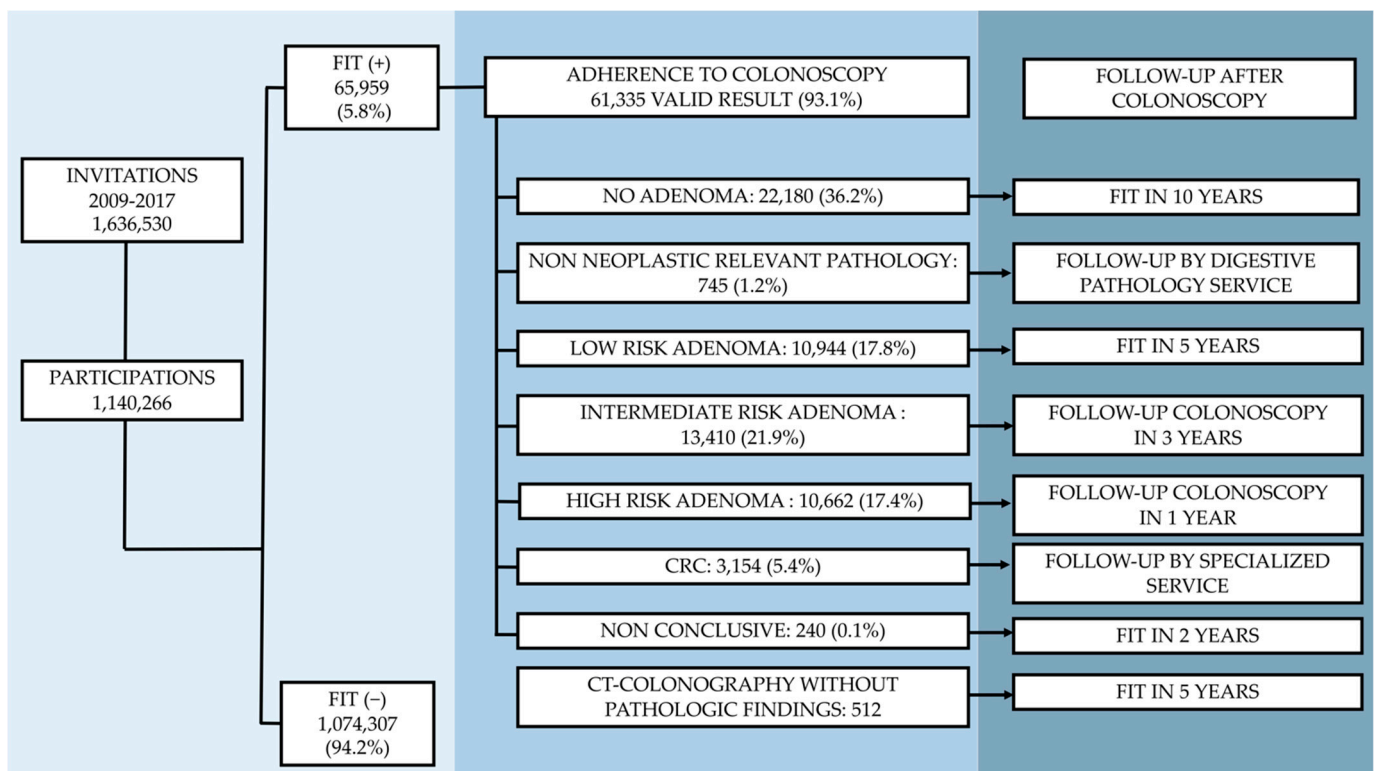 INVITATIONS
2009-2017
1,636,530
PARTICIPATIONS
1,140,266
FIT (+)
65,959
(5.8%)
FIT (−)
1,074,307
(94.2%)
ADHERENCE TO COLONOSCOPY
61,335 VALID RESULT (93.1%)
FOLLOW-UP AFTER
COLONOSCOPY
NO ADENOMA: 22,180 (36.2%)
FIT IN 10 YEARS
NON NEOPLASTIC RELEVANT PATHOLOGY:
745 (1.2%)
FOLLOW-UP BY DIGESTIVE
PATHOLOGY SERVICE
LOW RISK ADENOMA: 10,944 (17.8%)
FIT IN 5 YEARS
INTERMEDIATE RISK ADENOMA :
13,410 (21.9%)
FOLLOW-UP COLONOSCOPY
IN 3 YEARS
HIGH RISK ADENOMA : 10,662 (17.4%)
FOLLOW-UP COLONOSCOPY
IN 1 YEAR
CRC: 3,154 (5.4%)
FOLLOW-UP BY SPECIALIZED
SERVICE
NON CONCLUSIVE: 240 (0.1%)
FIT IN 2 YEARS
CT-COLONOGRAPHY WITHOUT
PATHOLOGIC FINDINGS: 512
FIT IN 5 YEARS